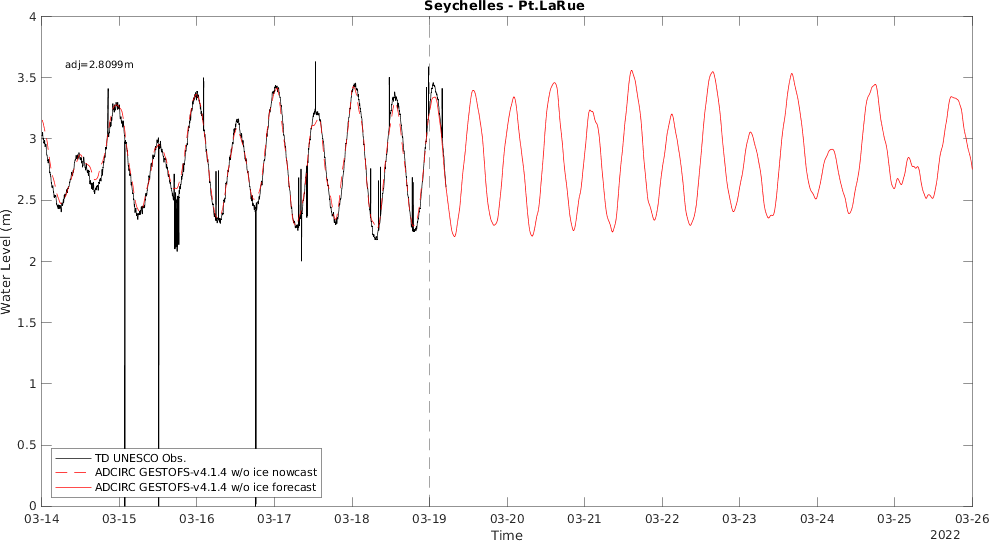 Seychelles - Pt.LaRue
4
adj=2.8099m
3.5
3
2.5
2
1.5
1
0.5
0
Water Level (m)
TD UNESCO Obs.
ADCIRC GESTOFS-v4.1.4 w/o ice nowcast
ADCIRC GESTOFS-v4.1.4 w/o ice forecast
03-14 03-15 03-16 03-17 03-18 03-19 03-20 03-21 03-22 03-23 03-24 03-25 03-26
Time
2022